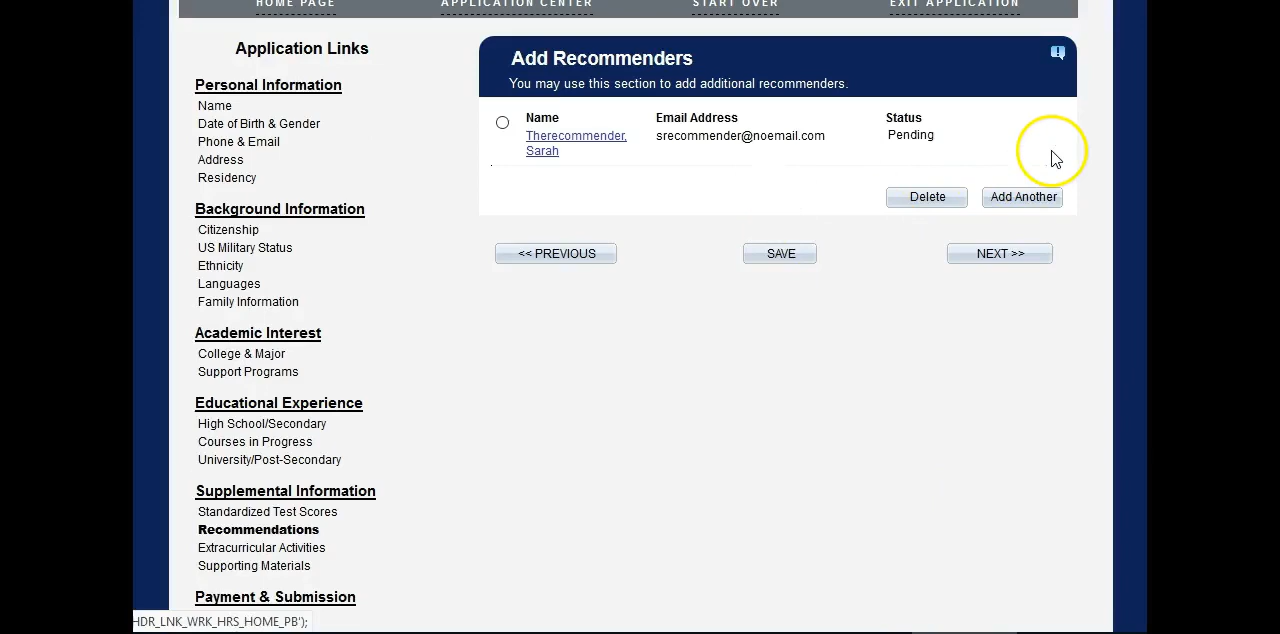 HOME PAGE
APPLICATION CENTER
START OVER
EXIT APPLICATION
Application Links
Personal Information
Name
Date of Birth & Gender
Phone & Email
Address
Residency
Background Information
Citizenship
US Military Status
Ethnicity
Languages
Family Information
Academic Interest
College & Major
Support Programs
Educational Experience
High School/Secondary
Courses in Progress
University/Post-Secondary
Supplemental Information
Standardized Test Scores
Recommendations
Extracurricular Activities
Supporting Materials
Payment & Submission
HDR_LNK_WRK_HRS_HOME_PB');
Add Recommenders
You may use this section to add additional recommenders.
Name
Email Address
Status
Therecommender,
Sarah
srecommender@noemail.com
Pending
Delete
Add Another
<< PREVIOUS
SAVE
NEXT >>